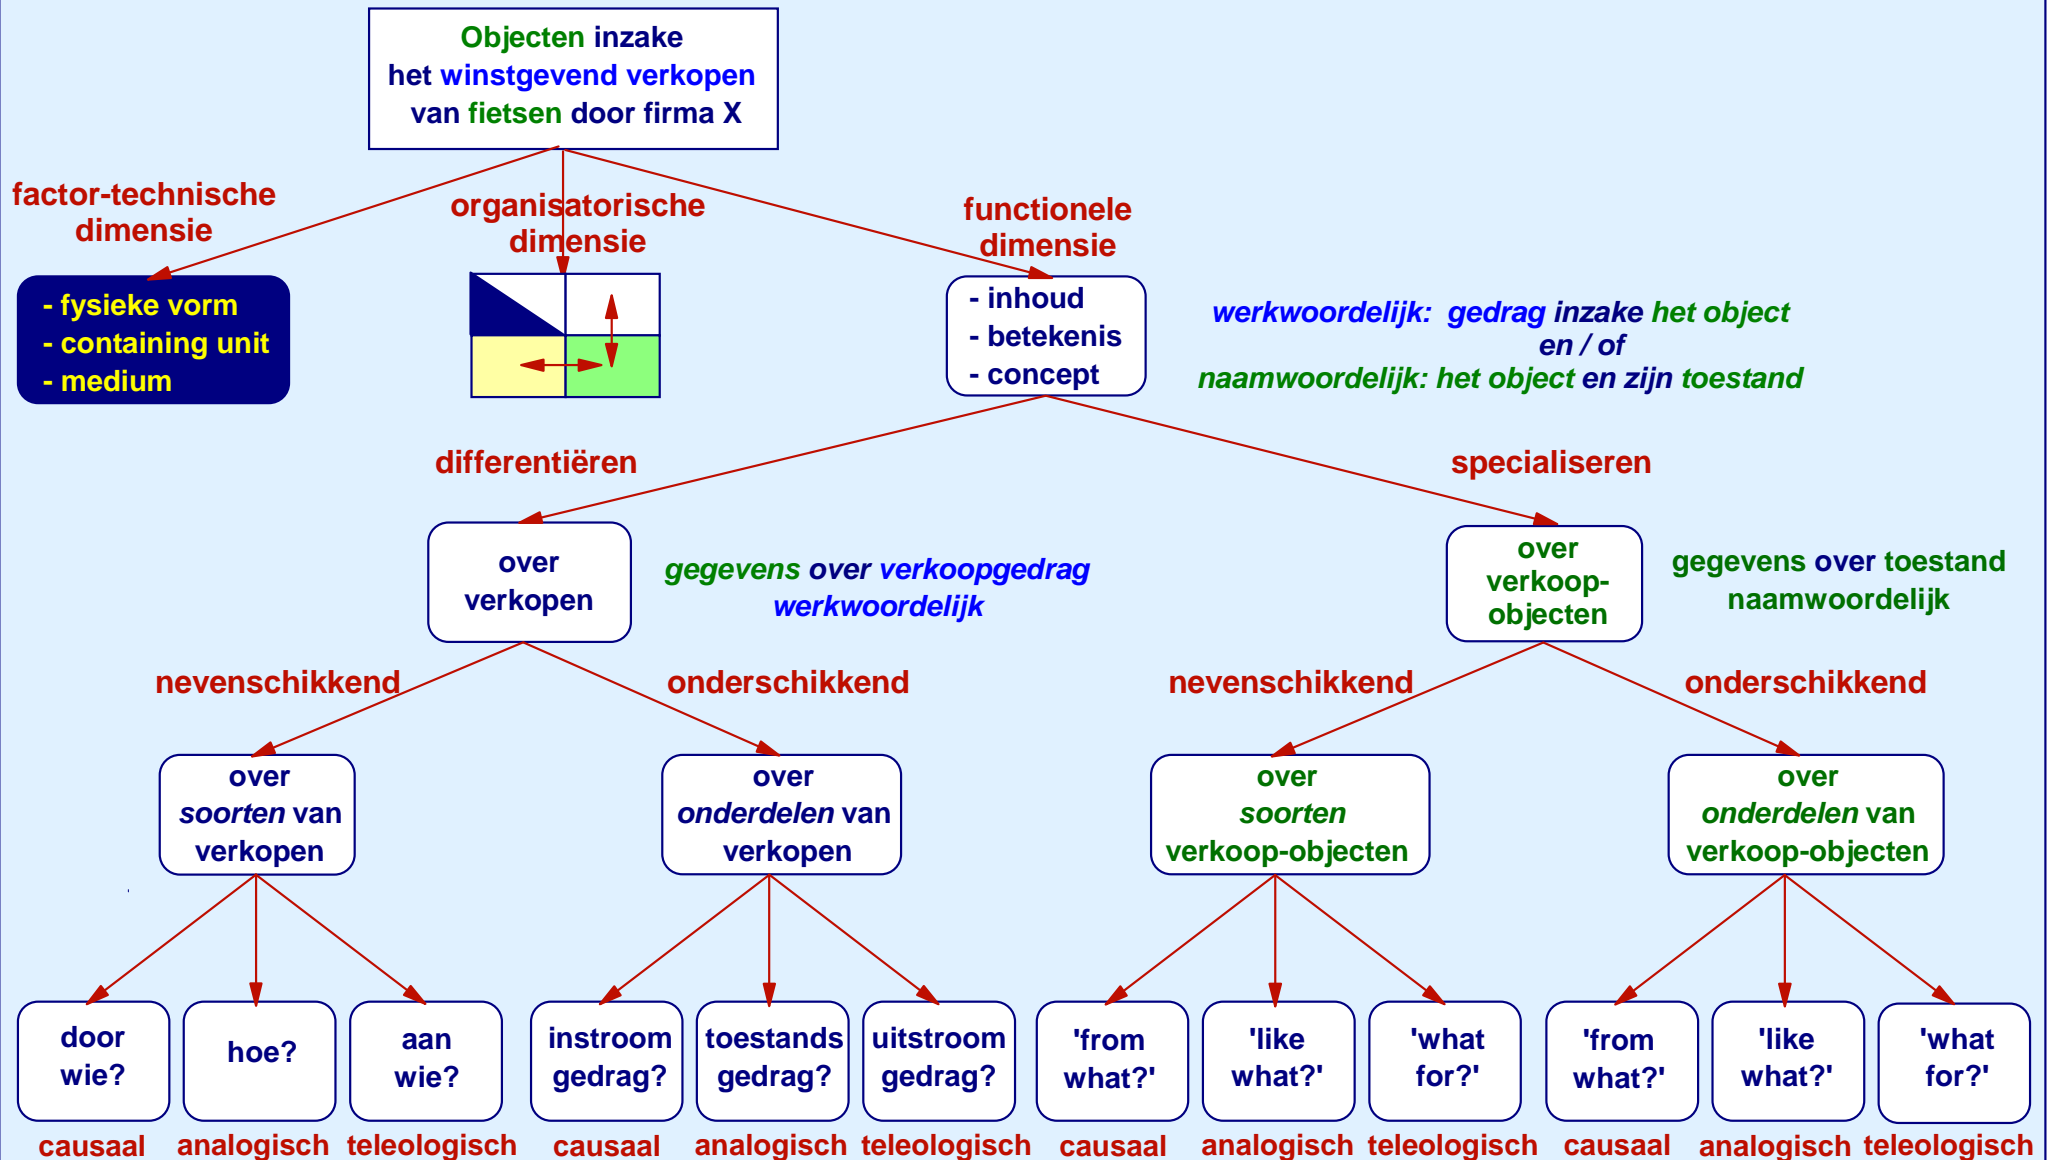 Objecten inzake
het winstgevend verkopen
van fietsen door firma X
factor-technische
dimensie
organisatorische
dimensie
functionele
dimensie
- fysieke vorm
- containing unit
- medium
- inhoud
- betekenis
- concept
werkwoordelijk: gedrag inzake het object
en / of
naamwoordelijk: het object en zijn toestand
differentiëren
specialiseren
over
verkopen
gegevens over verkoopgedrag
werkwoordelijk
over
verkoop-
objecten
gegevens over toestand
naamwoordelijk
nevenschikkend
onderschikkend
nevenschikkend
onderschikkend
over
soorten van
verkopen
over
onderdelen van
verkopen
over
soorten
verkoop-objecten
over
onderdelen van
verkoop-objecten
door
wie?
hoe?
aan
wie?
instroom
gedrag?
toestands
gedrag?
uitstroom
gedrag?
'from
what?'
'like
what?'
'what
for?'
'from
what?'
'like
what?'
'what
for?'
causaal
analogisch
teleologisch
causaal
analogisch
teleologisch
causaal
analogisch
teleologisch
causaal
analogisch
teleologisch